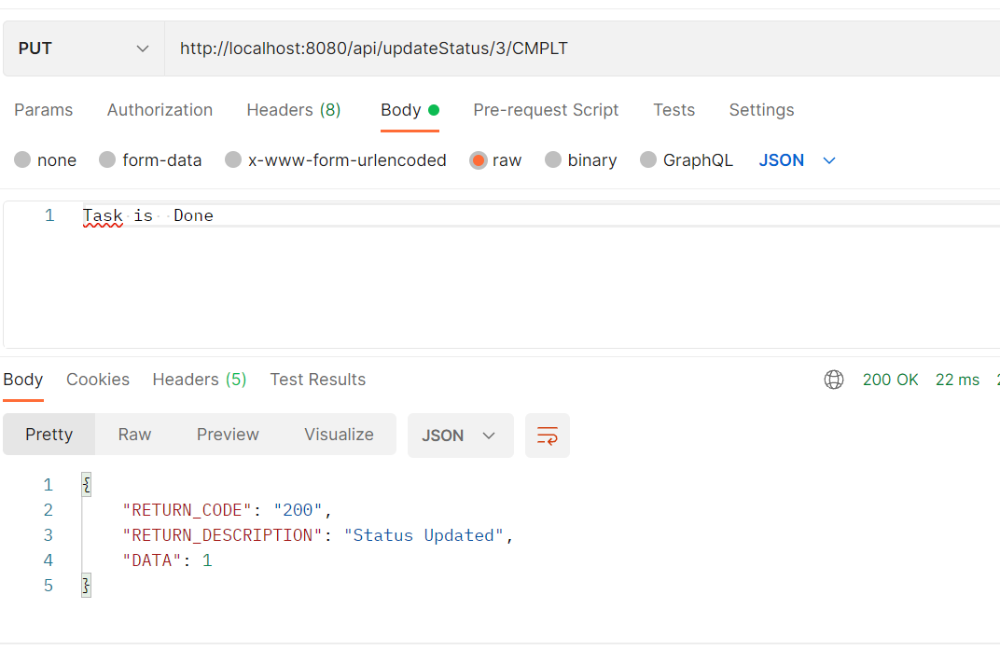 PUT http://localhost:8080/api/updateStatus/3/CMPLT
Params Authorization Headers (8) Body Pre-request Script Tests Settings
none form-data x-www-form-urlencoded raw binary GraphQL JSON
1 Task is  Done
Body Cookies Headers (5) Test Results 200 OK 22 ms
Pretty Raw Preview Visualize JSON
1 {
2 "RETURN_CODE": "200",
3 "RETURN_DESCRIPTION": "Status Updated",
4 "DATA": 1
5 }